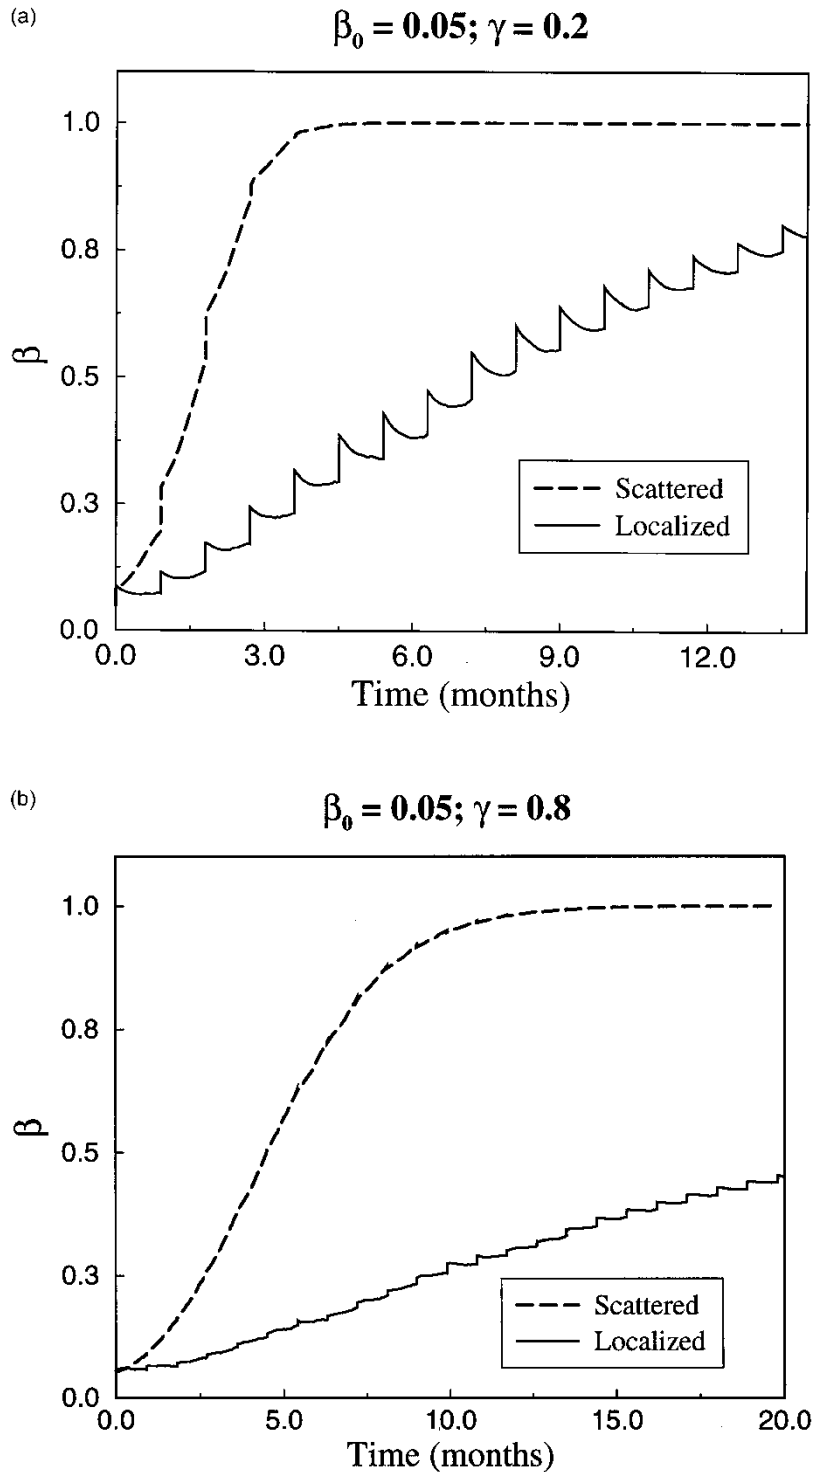 (a)
β₀ = 0.05; γ = 0.2
1.0
0.8
β
0.5
0.3
0.0
Scattered
Localized
0.0 3.0 6.0 9.0 12.0
Time (months)
(b)
β₀ = 0.05; γ = 0.8
1.0
0.8
β
0.5
0.3
0.0
Scattered
Localized
0.0 5.0 10.0 15.0 20.0
Time (months)